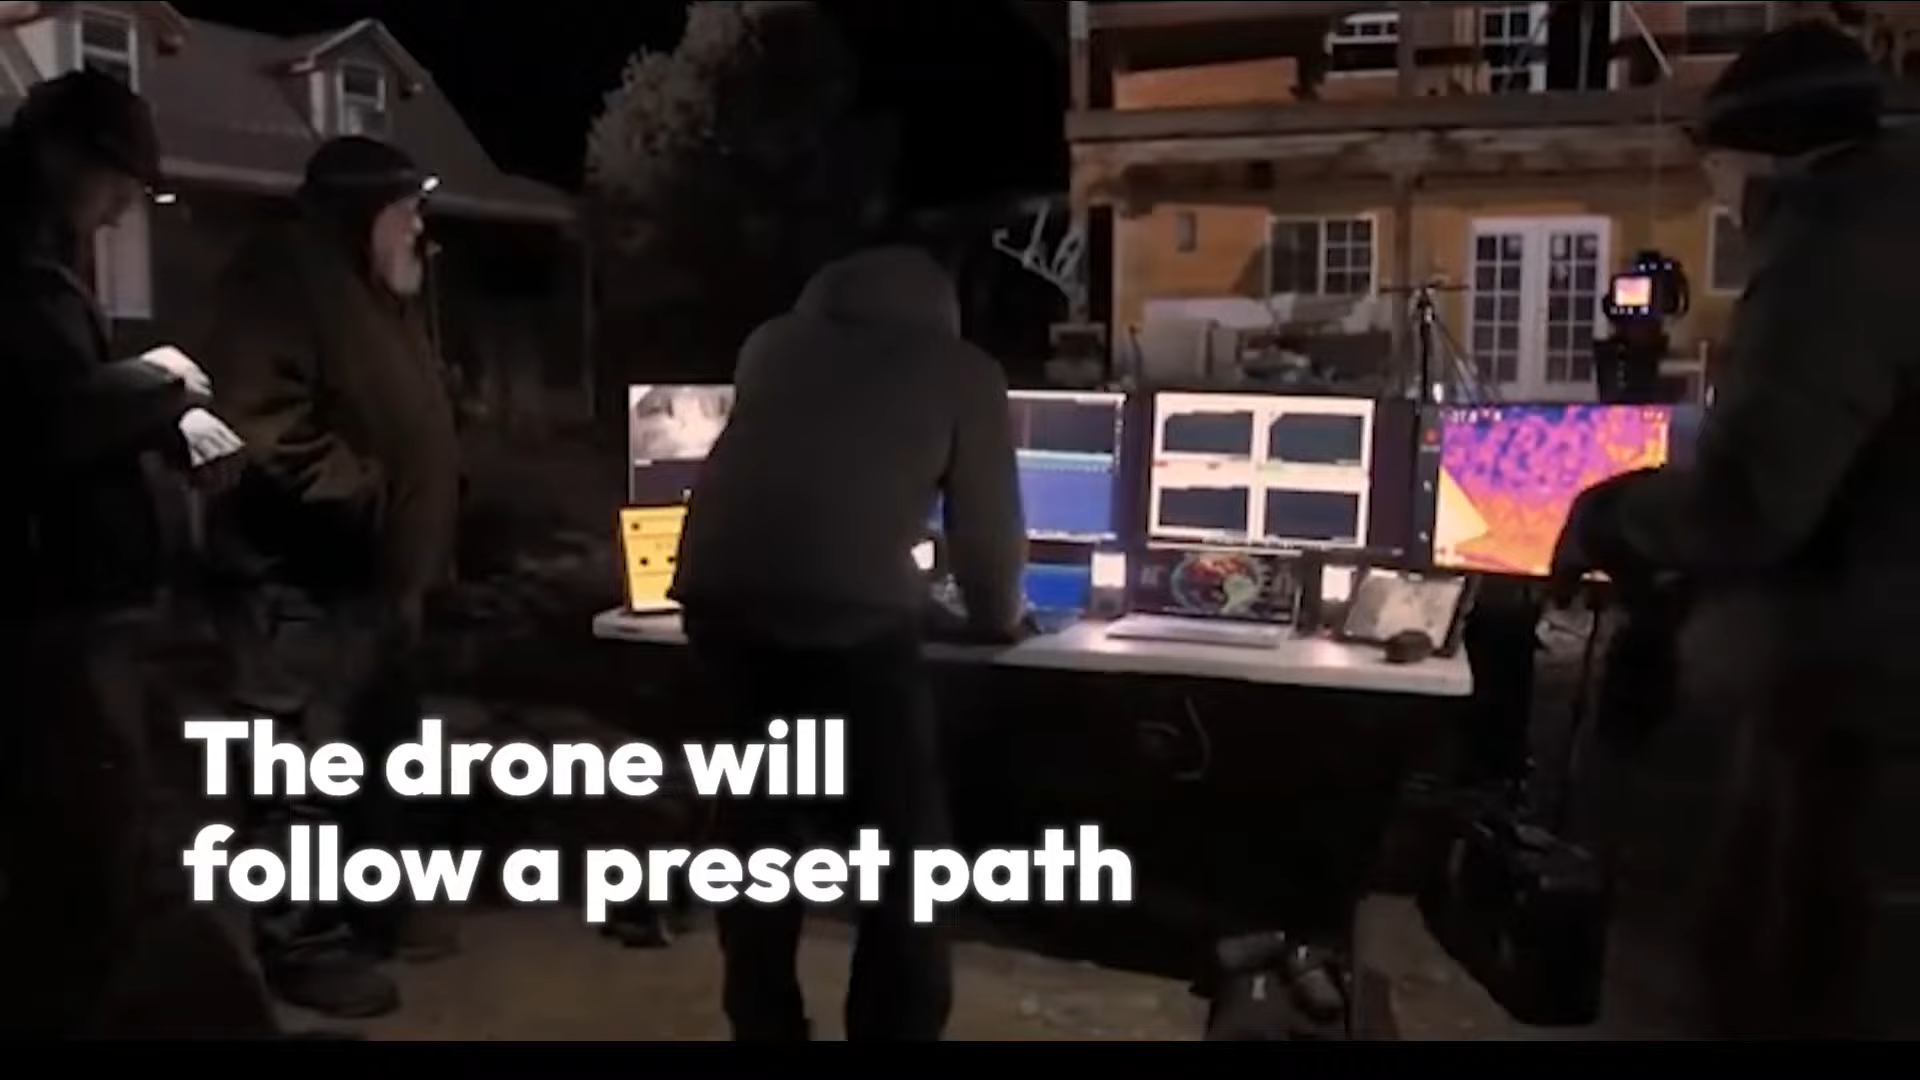 The drone will
follow a preset path